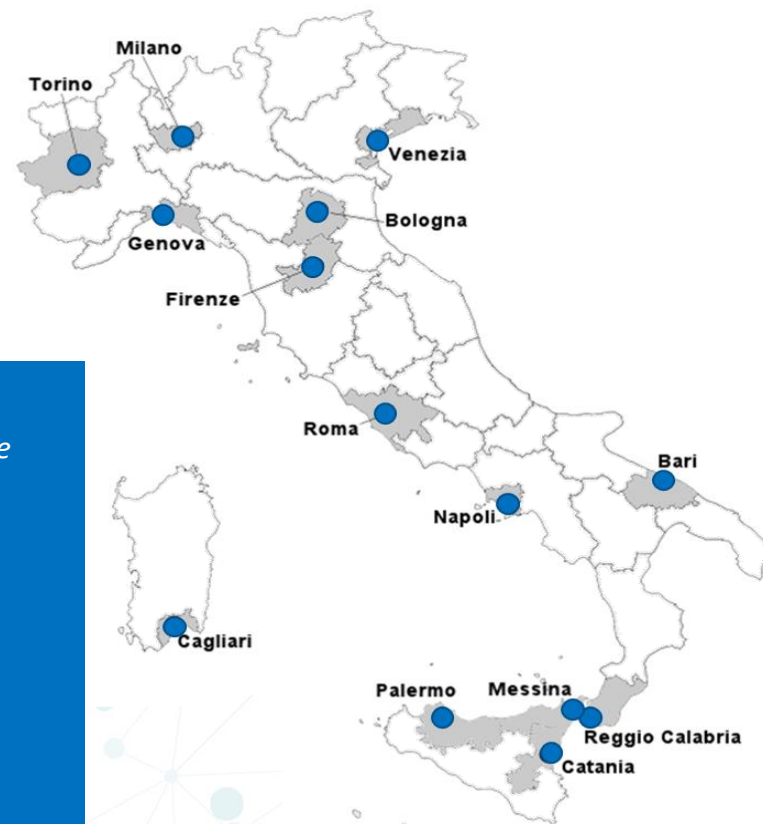 Milano
Torino
Venezia
Bologna
Genova
Firenze
Roma
e
Bari
Napoli
Cagliari
Palermo
Messina
Reggio Calabria
Catania